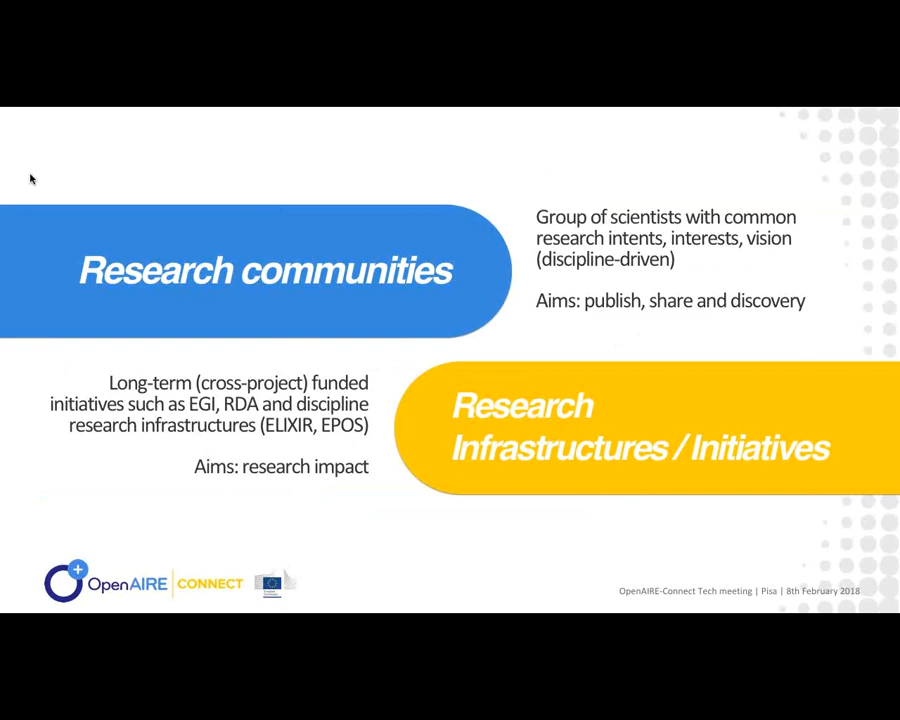 Research communities
Group of scientists with common
research intents, interests, vision
(discipline-driven)
Aims: publish, share and discovery
Long-term (cross-project) funded
initiatives such as EGI, RDA and discipline
research infrastructures (ELIXIR, EPOS)
Aims: research impact
Research
Infrastructures / Initiatives
OpenAIRE CONNECT
OpenAIRE-Connect Tech meeting | Pisa | 8th February 2018